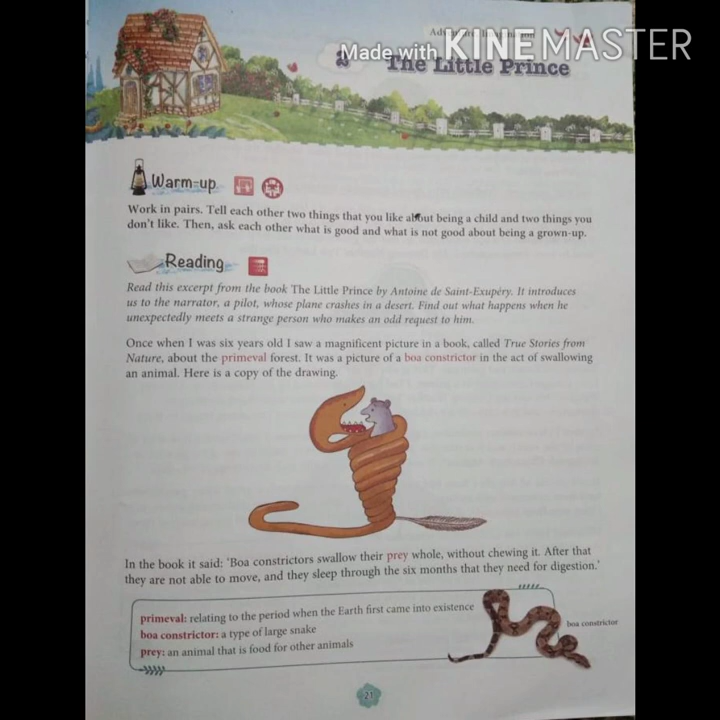 Made with KINEMASTER
2 The Little Prince
Warm-up
Work in pairs. Tell each other two things that you like about being a child and two things you
don't like. Then, ask each other what is good and what is not good about being a grown-up.
Reading
Read this excerpt from the book The Little Prince by Antoine de Saint-Exupéry. It introduces
us to the narrator, a pilot, whose plane crashes in a desert. Find out what happens when he
unexpectedly meets a strange person who makes an odd request to him.
Once when I was six years old I saw a magnificent picture in a book, called True Stories from
Nature, about the primeval forest. It was a picture of a boa constrictor in the act of swallowing
an animal. Here is a copy of the drawing.
In the book it said: 'Boa constrictors swallow their prey whole, without chewing it. After that
they are not able to move, and they sleep through the six months that they need for digestion.'
primeval: relating to the period when the Earth first came into existence
boa constrictor: a type of large snake
prey: an animal that is food for other animals
boa constrictor
21